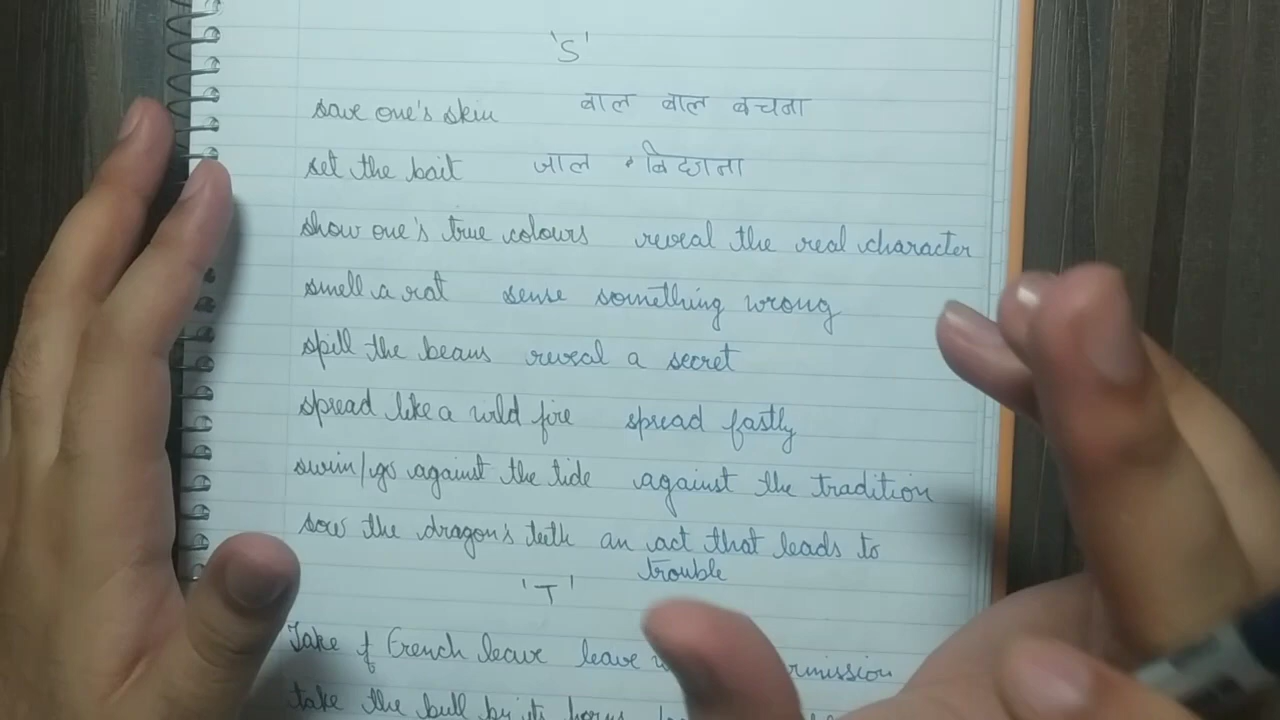 'S'
save one's skin बाल बाल बचना
set the bait जाल बिछाना
show one's true colours reveal the real character
smell a rat sense something wrong
spill the beans reveal a secret
spread like a wild fire spread fastly
swim/go against the tide against the tradition
sow the dragon's teeth an act that leads to
trouble
'T'
Take French leave leave
take the bull by its horns